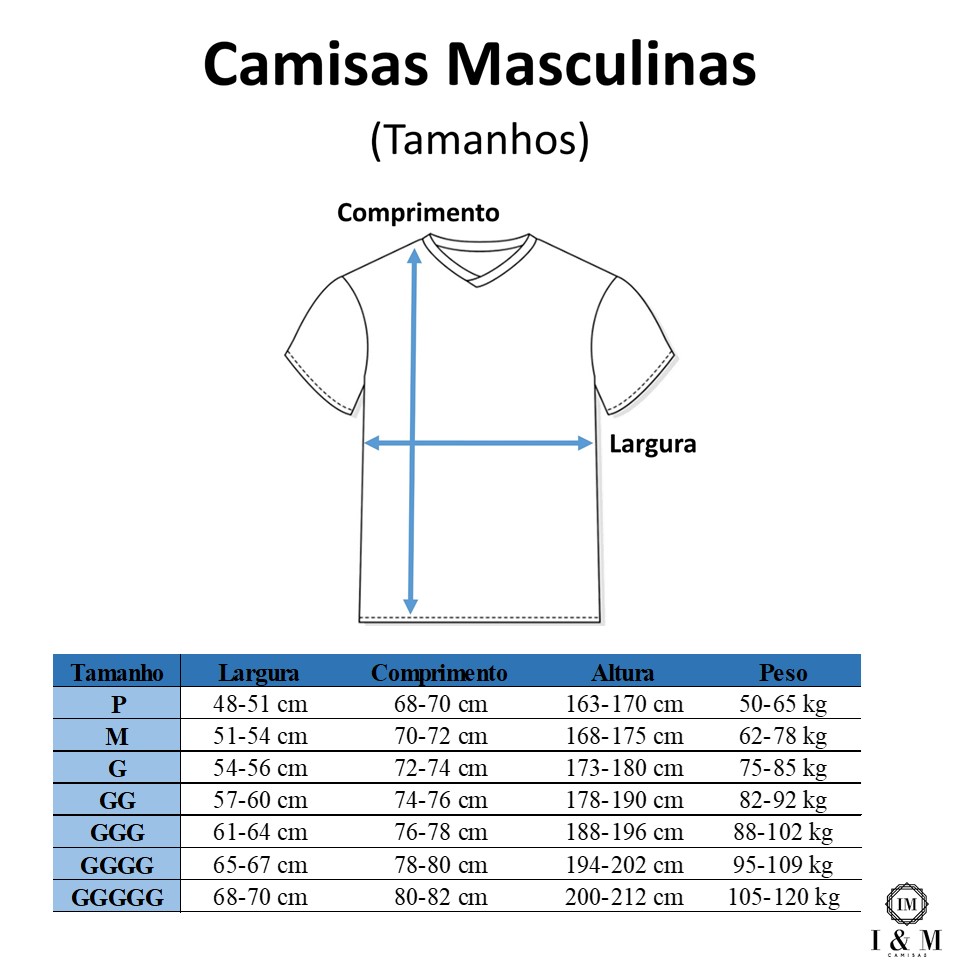 Camisas Masculinas
(Tamanhos)
Comprimento
Largura
Tamanho Largura Comprimento Altura Peso
P 48-51 cm 68-70 cm 163-170 cm 50-65 kg
M 51-54 cm 70-72 cm 168-175 cm 62-78 kg
G 54-56 cm 72-74 cm 173-180 cm 75-85 kg
GG 57-60 cm 74-76 cm 178-190 cm 82-92 kg
GGG 61-64 cm 76-78 cm 188-196 cm 88-102 kg
GGGG 65-67 cm 78-80 cm 194-202 cm 95-109 kg
GGGGG 68-70 cm 80-82 cm 200-212 cm 105-120 kg
IM
I & M
CAMISAS